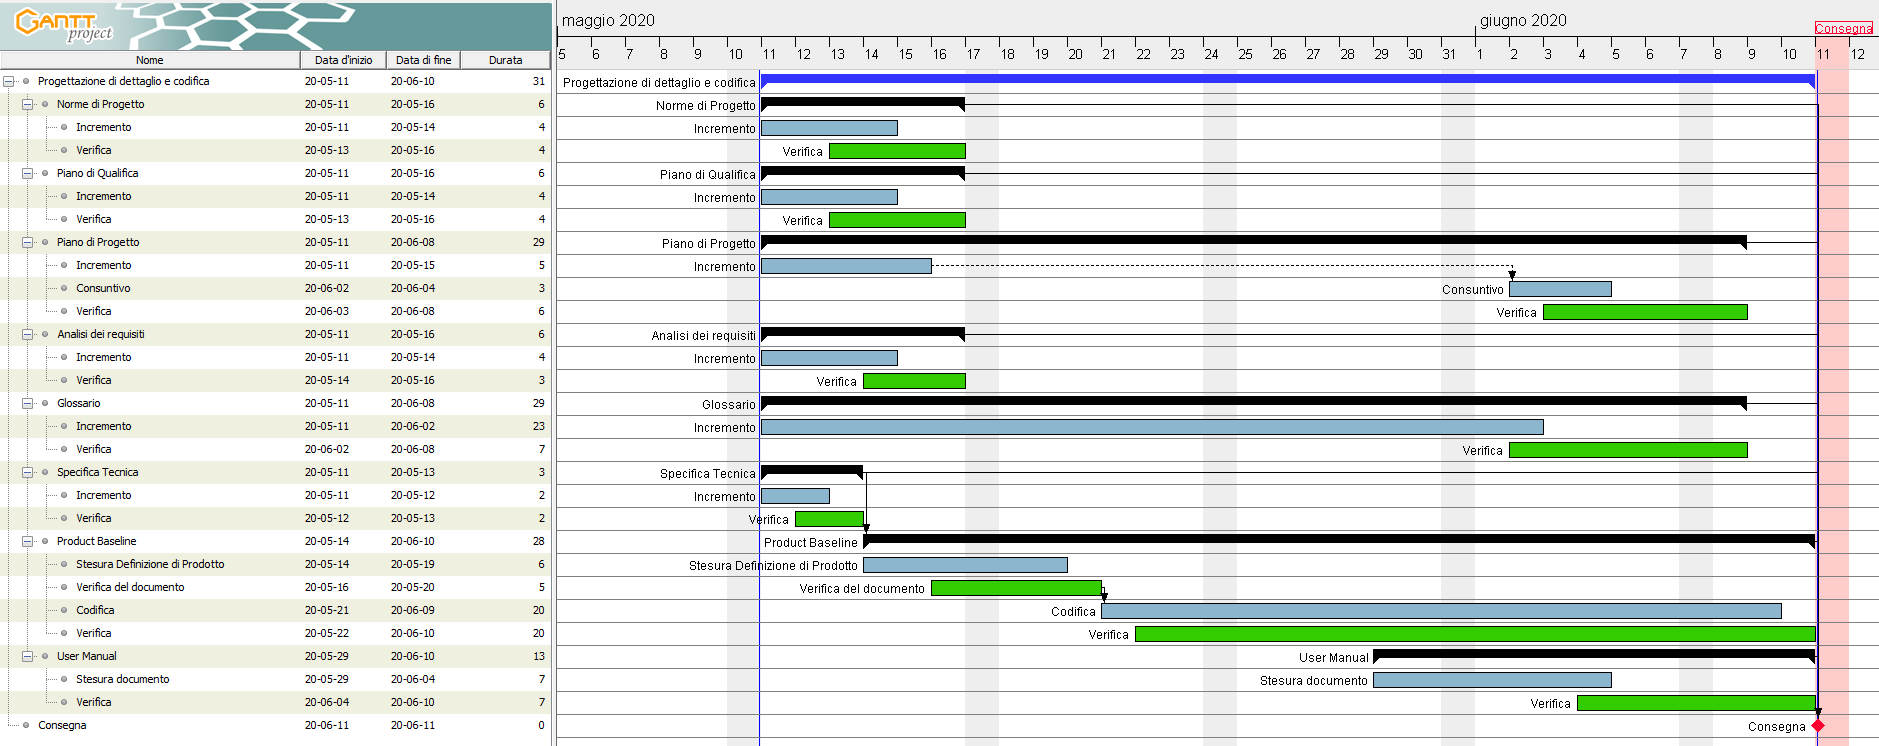 GANTT
project
maggio 2020
giugno 2020
Consegna
5 6 7 8 9 10 11 12 13 14 15 16 17 18 19 20 21 22 23 24 25 26 27 28 29 30 31 1 2 3 4 5 6 7 8 9 10 11 12
Nome Data d'inizio Data di fine Durata
Progettazione di dettaglio e codifica 20-05-11 20-06-10 31 Progettazione di dettaglio e codifica
Norme di Progetto 20-05-11 20-05-16 6 Norme di Progetto
Incremento 20-05-11 20-05-14 4 Incremento
Verifica 20-05-13 20-05-16 4 Verifica
Piano di Qualifica 20-05-11 20-05-16 6 Piano di Qualifica
Incremento 20-05-11 20-05-14 4 Incremento
Verifica 20-05-13 20-05-16 4 Verifica
Piano di Progetto 20-05-11 20-06-08 29 Piano di Progetto
Incremento 20-05-11 20-05-15 5 Incremento
Consuntivo 20-06-02 20-06-04 3 Consuntivo
Verifica 20-06-03 20-06-08 6 Verifica
Analisi dei requisiti 20-05-11 20-05-16 6 Analisi dei requisiti
Incremento 20-05-11 20-05-14 4 Incremento
Verifica 20-05-14 20-05-16 3 Verifica
Glossario 20-05-11 20-06-08 29 Glossario
Incremento 20-05-11 20-06-02 23 Incremento
Verifica 20-06-02 20-06-08 7 Verifica
Specifica Tecnica 20-05-11 20-05-13 3 Specifica Tecnica
Incremento 20-05-11 20-05-12 2 Incremento
Verifica 20-05-12 20-05-13 2 Verifica
Product Baseline 20-05-14 20-06-10 28 Product Baseline
Stesura Definizione di Prodotto 20-05-14 20-05-19 6 Stesura Definizione di Prodotto
Verifica del documento 20-05-16 20-05-20 5 Verifica del documento
Codifica 20-05-21 20-06-09 20 Codifica
Verifica 20-05-22 20-06-10 20 Verifica
User Manual 20-05-29 20-06-10 13 User Manual
Stesura documento 20-05-29 20-06-04 7 Stesura documento
Verifica 20-06-04 20-06-10 7 Verifica
Consegna 20-06-11 20-06-11 0 Consegna